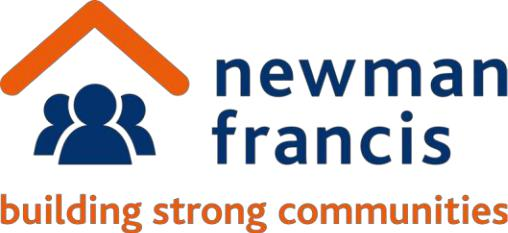 newman
francis
building strong communities